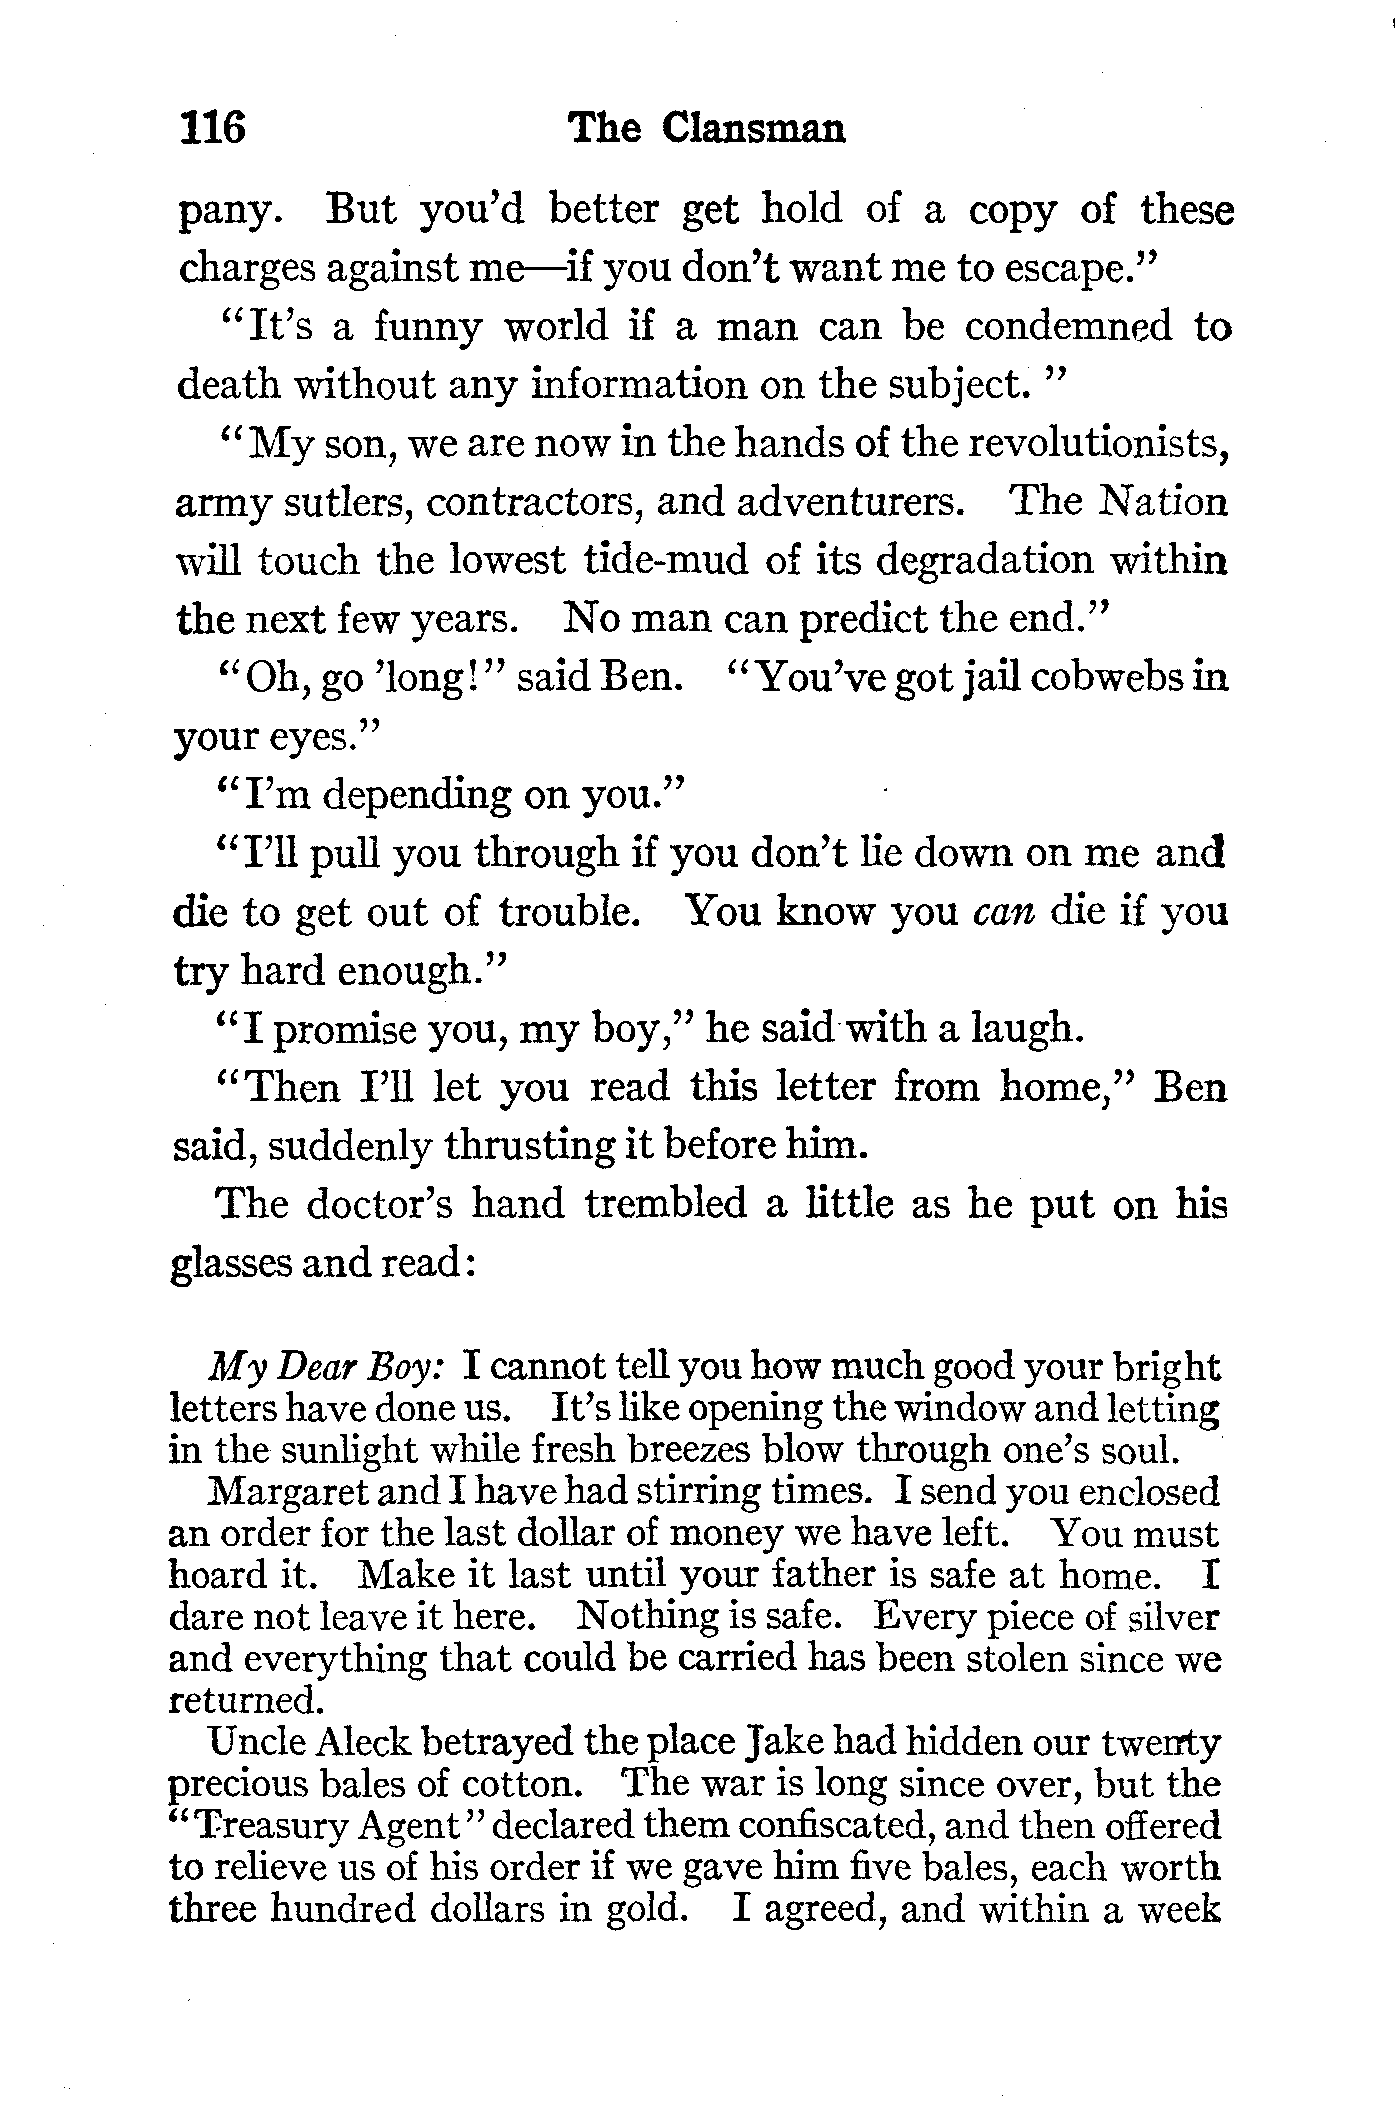 116 The Clansman
pany. But you'd better get hold of a copy of these
charges against me—if you don't want me to escape."
"It's a funny world if a man can be condemned to
death without any information on the subject."
"My son, we are now in the hands of the revolutionists,
army sutlers, contractors, and adventurers. The Nation
will touch the lowest tide-mud of its degradation within
the next few years. No man can predict the end."
"Oh, go 'long!" said Ben. "You've got jail cobwebs in
your eyes."
"I'm depending on you."
"I'll pull you through if you don't lie down on me and
die to get out of trouble. You know you can die if you
try hard enough."
"I promise you, my boy," he said with a laugh.
"Then I'll let you read this letter from home," Ben
said, suddenly thrusting it before him.
The doctor's hand trembled a little as he put on his
glasses and read:
My Dear Boy: I cannot tell you how much good your bright
letters have done us. It's like opening the window and letting
in the sunlight while fresh breezes blow through one's soul.
Margaret and I have had stirring times. I send you enclosed
an order for the last dollar of money we have left. You must
hoard it. Make it last until your father is safe at home. I
dare not leave it here. Nothing is safe. Every piece of silver
and everything that could be carried has been stolen since we
returned.
Uncle Aleck betrayed the place Jake had hidden our twenty
precious bales of cotton. The war is long since over, but the
"Treasury Agent" declared them confiscated, and then offered
to relieve us of his order if we gave him five bales, each worth
three hundred dollars in gold. I agreed, and within a week